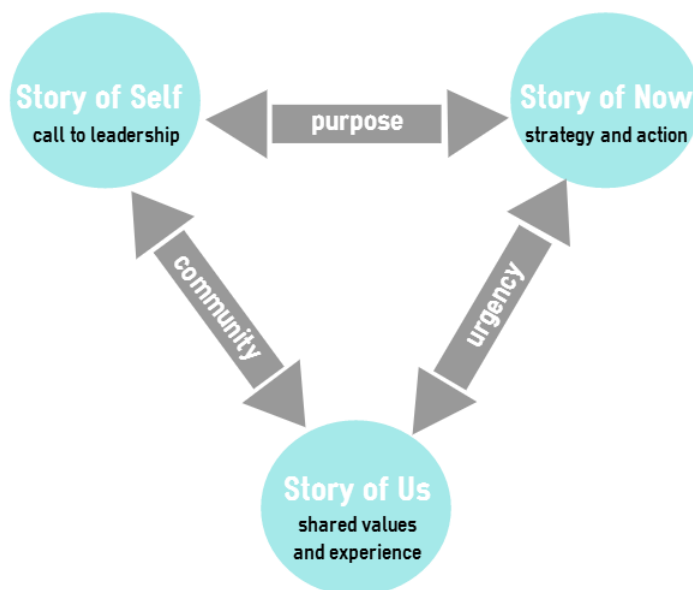 Story of Self
call to leadership
purpose
Story of Now
strategy and action
community
urgency
Story of Us
shared values
and experience